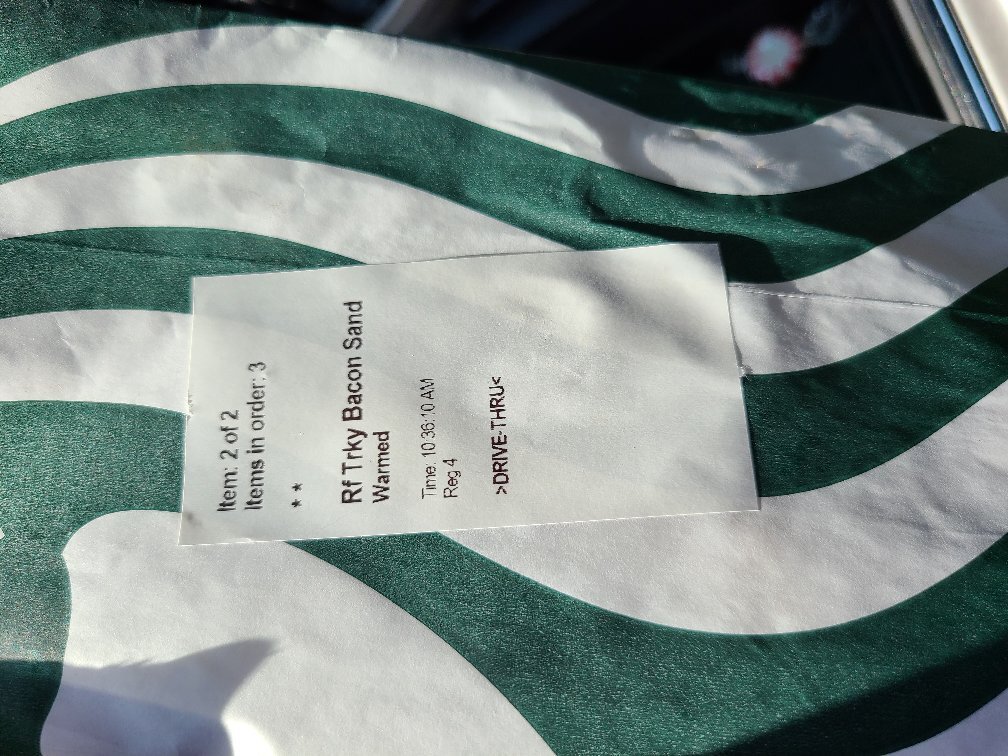 Item: 2 of 2
Items in order: 3
* *
Rf Trky Bacon Sand
Warmed
Time: 10:36:10 AM
Reg 4
>DRIVE-THRU<